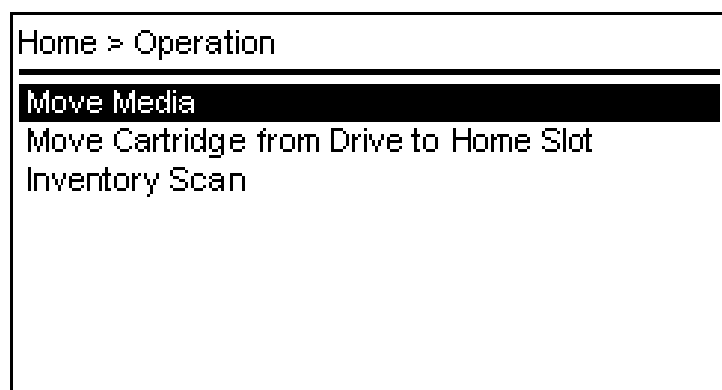 Home > Operation
Move Media
Move Cartridge from Drive to Home Slot
Inventory Scan